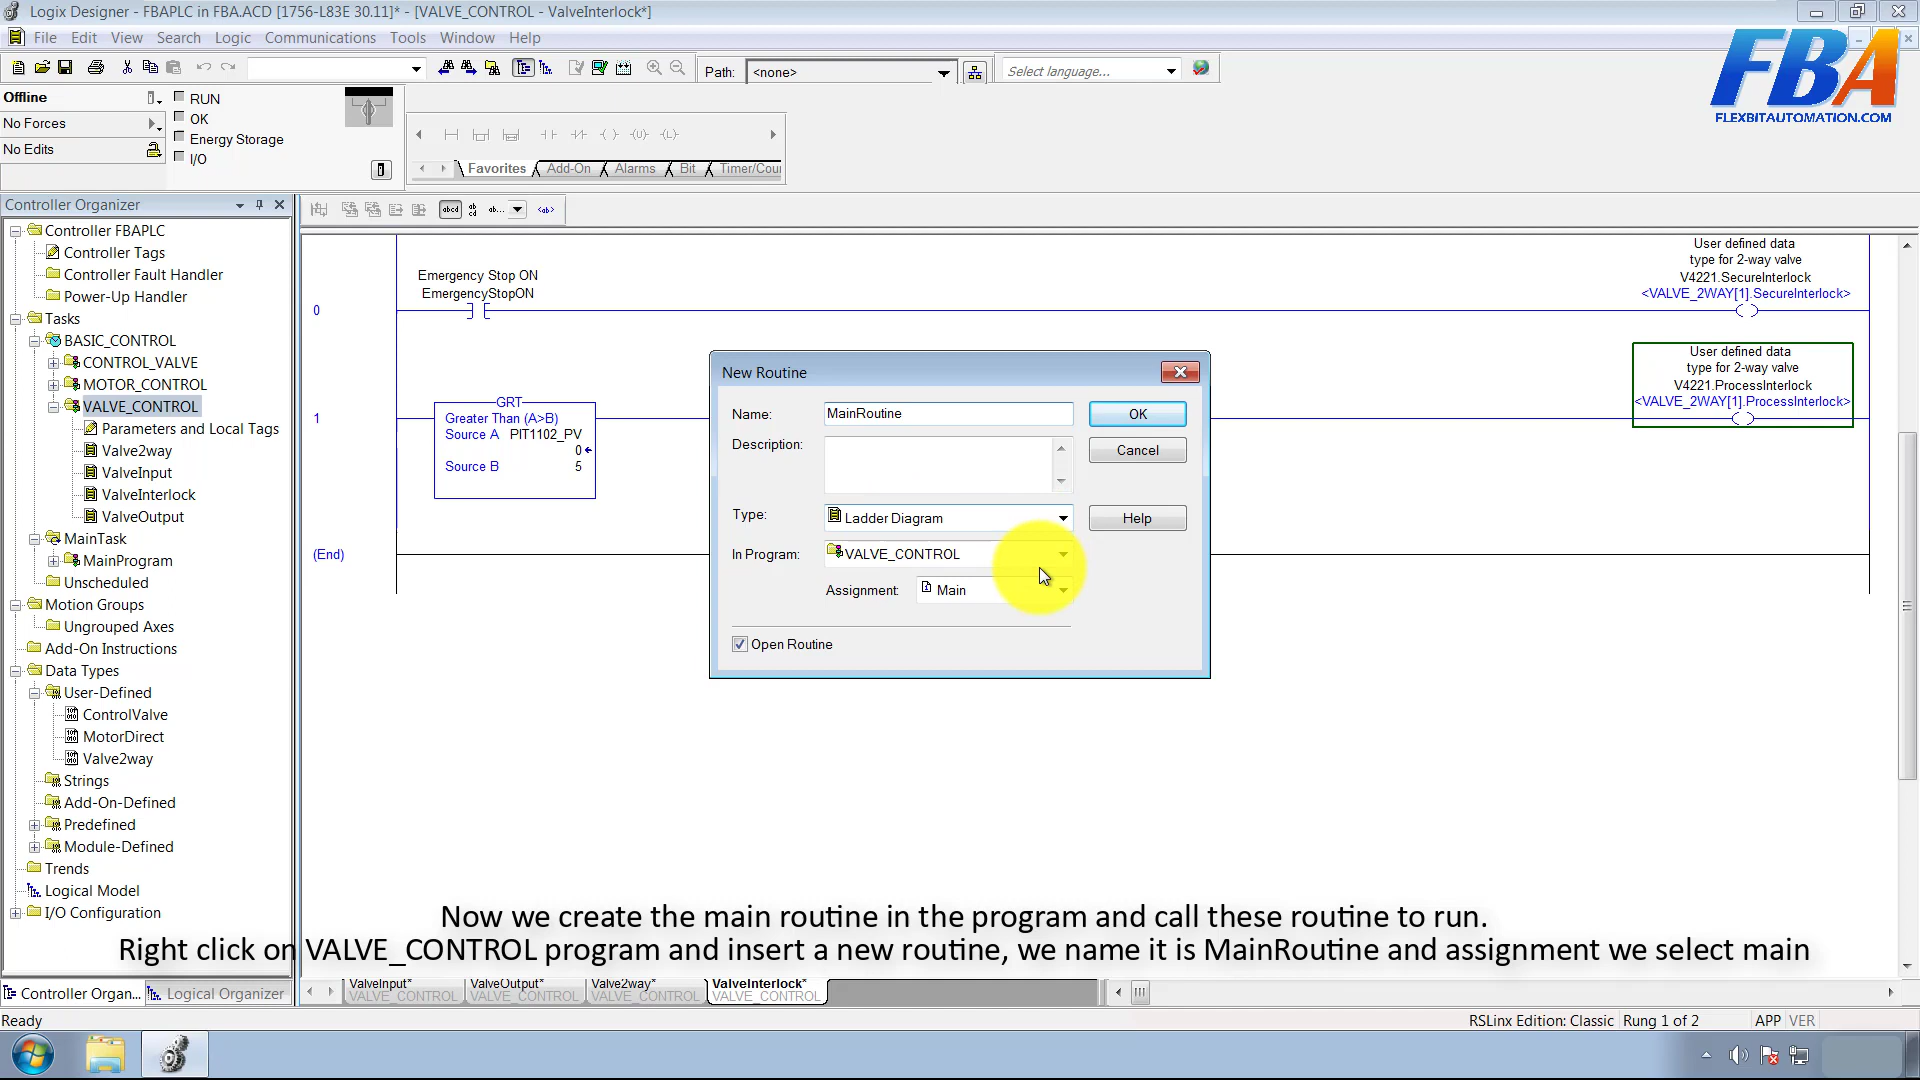 Logix Designer - FBAPLC in FBA.ACD [1756-L83E 30.11]* - [VALVE_CONTROL - ValveInterlock*]
File Edit View Search Logic Communications Tools Window Help
Path: <none>
Select language...
FBA
FLEXBITAUTOMATION.COM
Offline
RUN
No Forces
OK
No Edits
Energy Storage
I/O
Favorites Add-On Alarms Bit Timer/Cou
Controller Organizer
Controller FBAPLC
Controller Tags
Controller Fault Handler
Power-Up Handler
Tasks
BASIC_CONTROL
CONTROL_VALVE
MOTOR_CONTROL
VALVE_CONTROL
Parameters and Local Tags
Valve2way
ValveInput
ValveInterlock
ValveOutput
MainTask
MainProgram
Unscheduled
Motion Groups
Ungrouped Axes
Add-On Instructions
Data Types
User-Defined
ControlValve
MotorDirect
Valve2way
Strings
Add-On-Defined
Predefined
Module-Defined
Trends
Logical Model
I/O Configuration
Controller Organ...
Logical Organizer
abcd
ab
cd
ab...
<ab>
0
Emergency Stop ON
EmergencyStopON
User defined data
type for 2-way valve
V4221.SecureInterlock
<VALVE_2WAY[1].SecureInterlock>
1
GRT
Greater Than (A>B)
Source A PIT1102_PV
0
Source B 5
User defined data
type for 2-way valve
V4221.ProcessInterlock
<VALVE_2WAY[1].ProcessInterlock>
(End)
New Routine
Name: MainRoutine
OK
Description:
Cancel
Type: Ladder Diagram
Help
In Program: VALVE_CONTROL
Assignment: Main
Open Routine
Now we create the main routine in the program and call these routine to run.
Right click on VALVE_CONTROL program and insert a new routine, we name it is MainRoutine and assignment we select main
ValveInput*
VALVE_CONTROL
ValveOutput*
VALVE_CONTROL
Valve2way*
VALVE_CONTROL
ValveInterlock*
VALVE_CONTROL
Ready
RSLinx Edition: Classic
Rung 1 of 2
APP
VER